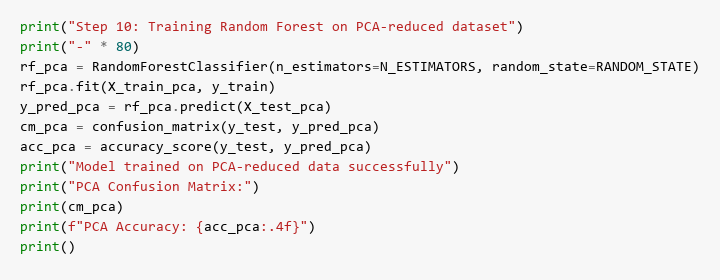 print("Step 10: Training Random Forest on PCA-reduced dataset")
print("-" * 80)
rf_pca = RandomForestClassifier(n_estimators=N_ESTIMATORS, random_state=RANDOM_STATE)
rf_pca.fit(X_train_pca, y_train)
y_pred_pca = rf_pca.predict(X_test_pca)
cm_pca = confusion_matrix(y_test, y_pred_pca)
acc_pca = accuracy_score(y_test, y_pred_pca)
print("Model trained on PCA-reduced data successfully")
print("PCA Confusion Matrix:")
print(cm_pca)
print(f"PCA Accuracy: {acc_pca:.4f}")
print()